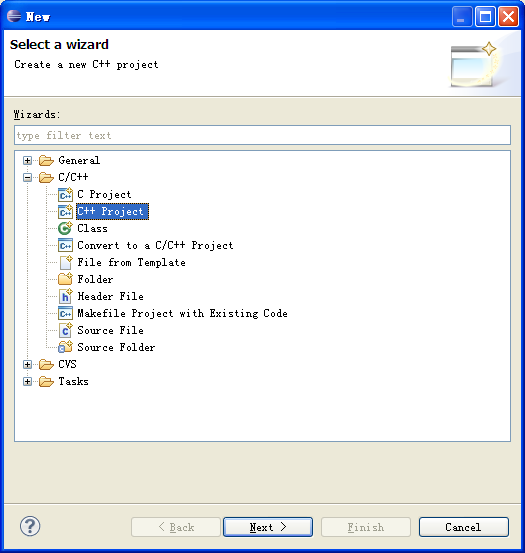 New
Select a wizard
Create a new C++ project
Wizards:
type filter text
General
C/C++
C Project
C++ Project
Class
Convert to a C/C++ Project
File from Template
Folder
Header File
Makefile Project with Existing Code
Source File
Source Folder
CVS
Tasks
? < Back Next > Finish Cancel